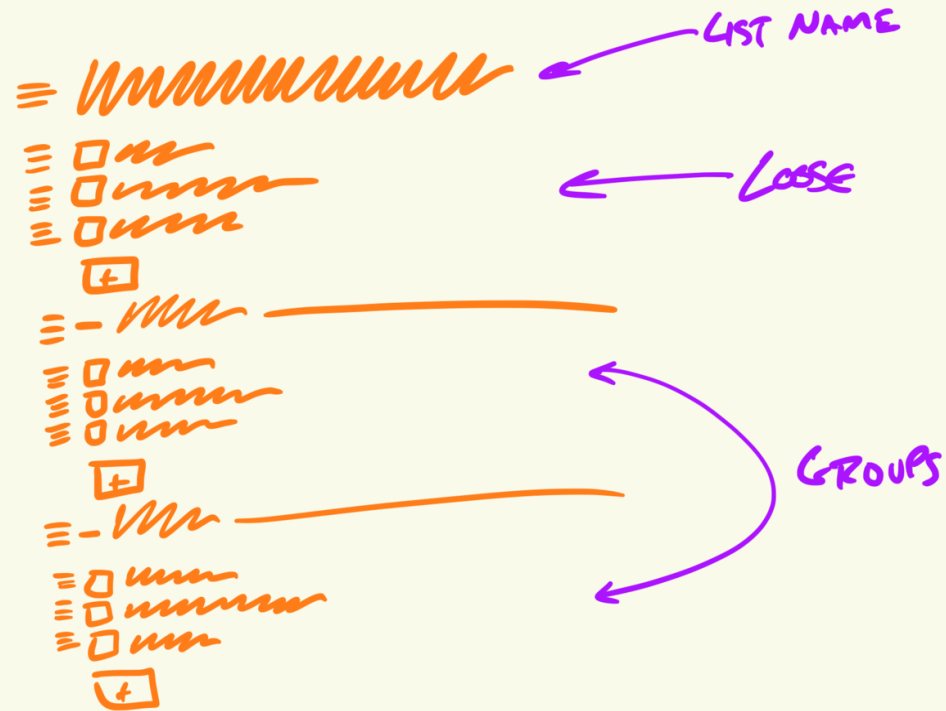 LIST NAME
LOOSE
+
+
GROUPS
+